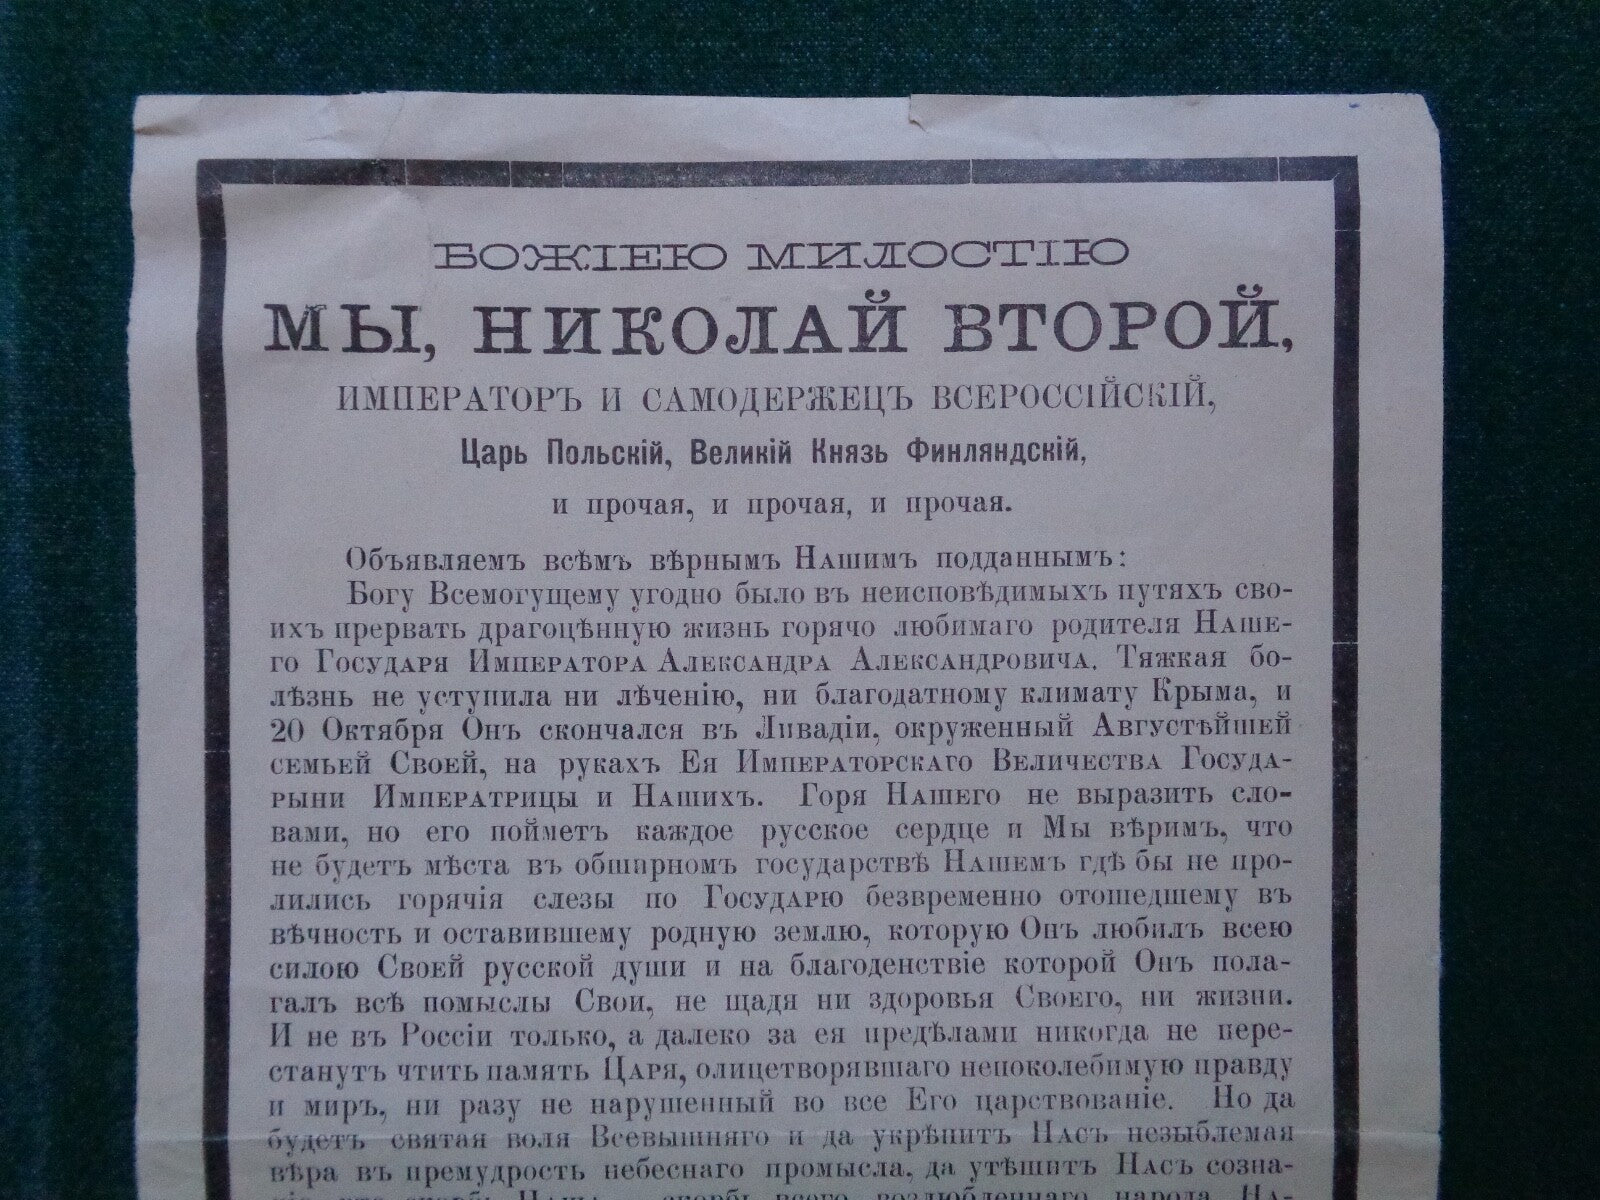 БОЖІЕЮ МИЛОСТІЮ
МЫ, НИКОЛАЙ ВТОРОЙ,
ИМПЕРАТОРЪ И САМОДЕРЖЕЦЪ ВСЕРОССІЙСКІЙ,
Царь Польскій, Великій Князь Финляндскій,
и прочая, и прочая, и прочая.
Объявляемъ всѣмъ вѣрнымъ Нашимъ подданнымъ:
Богу Всемогущему угодно было въ неисповѣдимыхъ путяхъ сво-
ихъ прервать драгоцѣнную жизнь горячо любимаго родителя Наше-
го Государя Императора Александра Александровича. Тяжкая бо-
лѣзнь не уступила ни лѣченію, ни благодатному климату Крыма, и
20 Октября Онъ скончался въ Ливадіи, окруженный Августѣйшей
семьей Своей, на рукахъ Ея Императорскаго Величества Госуда-
рыни Императрицы и Нашихъ. Горя Нашего не выразить сло-
вами, но его пойметъ каждое русское сердце и Мы вѣримъ, что
не будетъ мѣста въ обширномъ государствѣ Нашемъ гдѣ бы не про-
лились горячія слезы по Государю безвременно отошедшему въ
вѣчность и оставившему родную землю, которую Онъ любилъ всею
силою Своей русской души и на благоденствіе которой Онъ пола-
галъ всѣ помыслы Свои, не щадя ни здоровья Своего, ни жизни.
И не въ Россіи только, а далеко за ея предѣлами никогда не пере-
станутъ чтить память Царя, олицетворявшаго непоколебимую правду
и миръ, ни разу не нарушенный во все Его царствованіе. Но да
будетъ святая воля Всевышняго и да укрѣпитъ Насъ незыблемая
вѣра въ премудрость небеснаго промысла, да утѣшитъ Насъ созна-
ніе что скорбь Наша скорбь всего возлюбленнаго народа На-